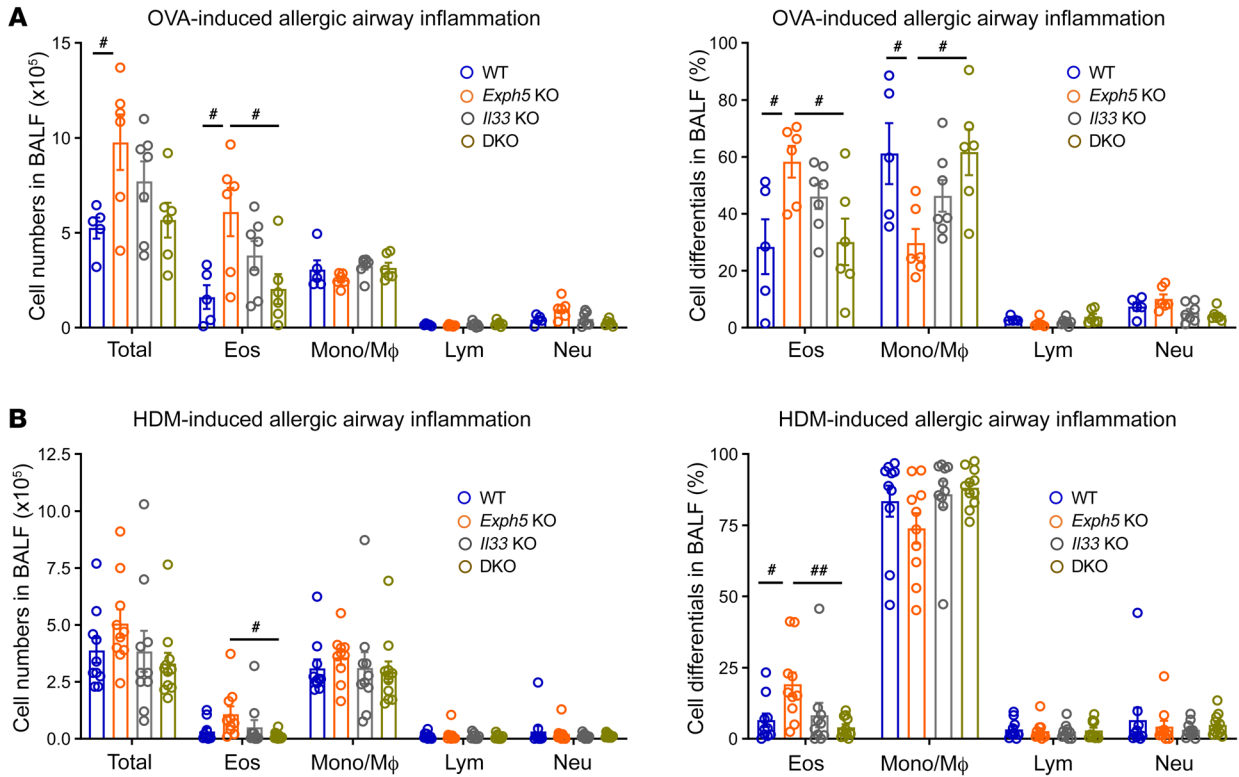 A
OVA-induced allergic airway inflammation
Cell numbers in BALF (x10⁵)
15
10
5
0
#
#
#
WT
Exph5 KO
Il33 KO
DKO
Total Eos Mono/Mϕ Lym Neu
OVA-induced allergic airway inflammation
Cell differentials in BALF (%)
100
80
60
40
20
0
#
#
#
#
WT
Exph5 KO
Il33 KO
DKO
Eos Mono/Mϕ Lym Neu
B
HDM-induced allergic airway inflammation
Cell numbers in BALF (x10⁵)
12.5
10.0
7.5
5.0
2.5
0.0
#
WT
Exph5 KO
Il33 KO
DKO
Total Eos Mono/Mϕ Lym Neu
HDM-induced allergic airway inflammation
Cell differentials in BALF (%)
100
75
50
25
0
#
##
WT
Exph5 KO
Il33 KO
DKO
Eos Mono/Mϕ Lym Neu